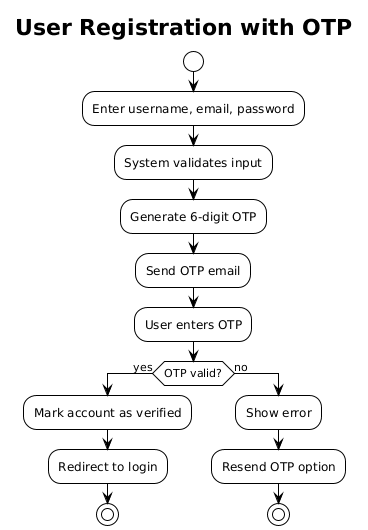 User Registration with OTP
Enter username, email, password
System validates input
Generate 6-digit OTP
Send OTP email
User enters OTP
OTP valid?
yes
no
Mark account as verified
Show error
Redirect to login
Resend OTP option